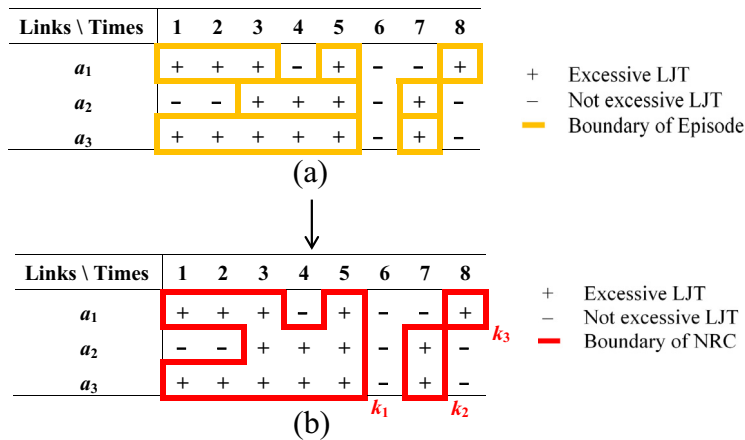 Links \ Times 1 2 3 4 5 6 7 8
a1 + + + – + – – +
a2 – – + + + – + –
a3 + + + + + – + –
+ Excessive LJT
– Not excessive LJT
Boundary of Episode
(a)
Links \ Times 1 2 3 4 5 6 7 8
a1 + + + – + – – +
a2 – – + + + – + –
a3 + + + + + – + –
k3
k1
k2
+ Excessive LJT
– Not excessive LJT
Boundary of NRC
(b)